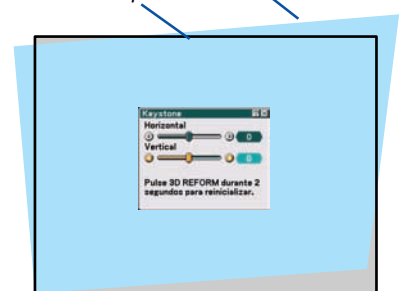 Keystone
Horizontal
0
Vertical
0
Pulse 3D REFORM durante 2
segundos para reinicializar.